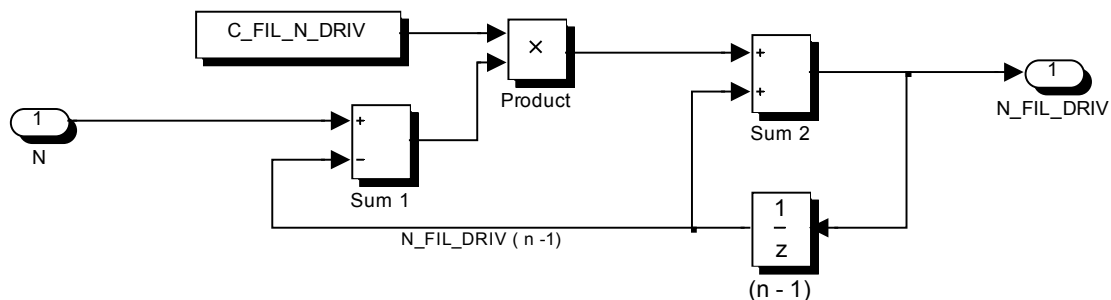 C_FIL_N_DRIV
×
Product
1
N
+
−
Sum 1
+
+
Sum 2
1
N_FIL_DRIV
N_FIL_DRIV ( n -1)
1
z
(n - 1)